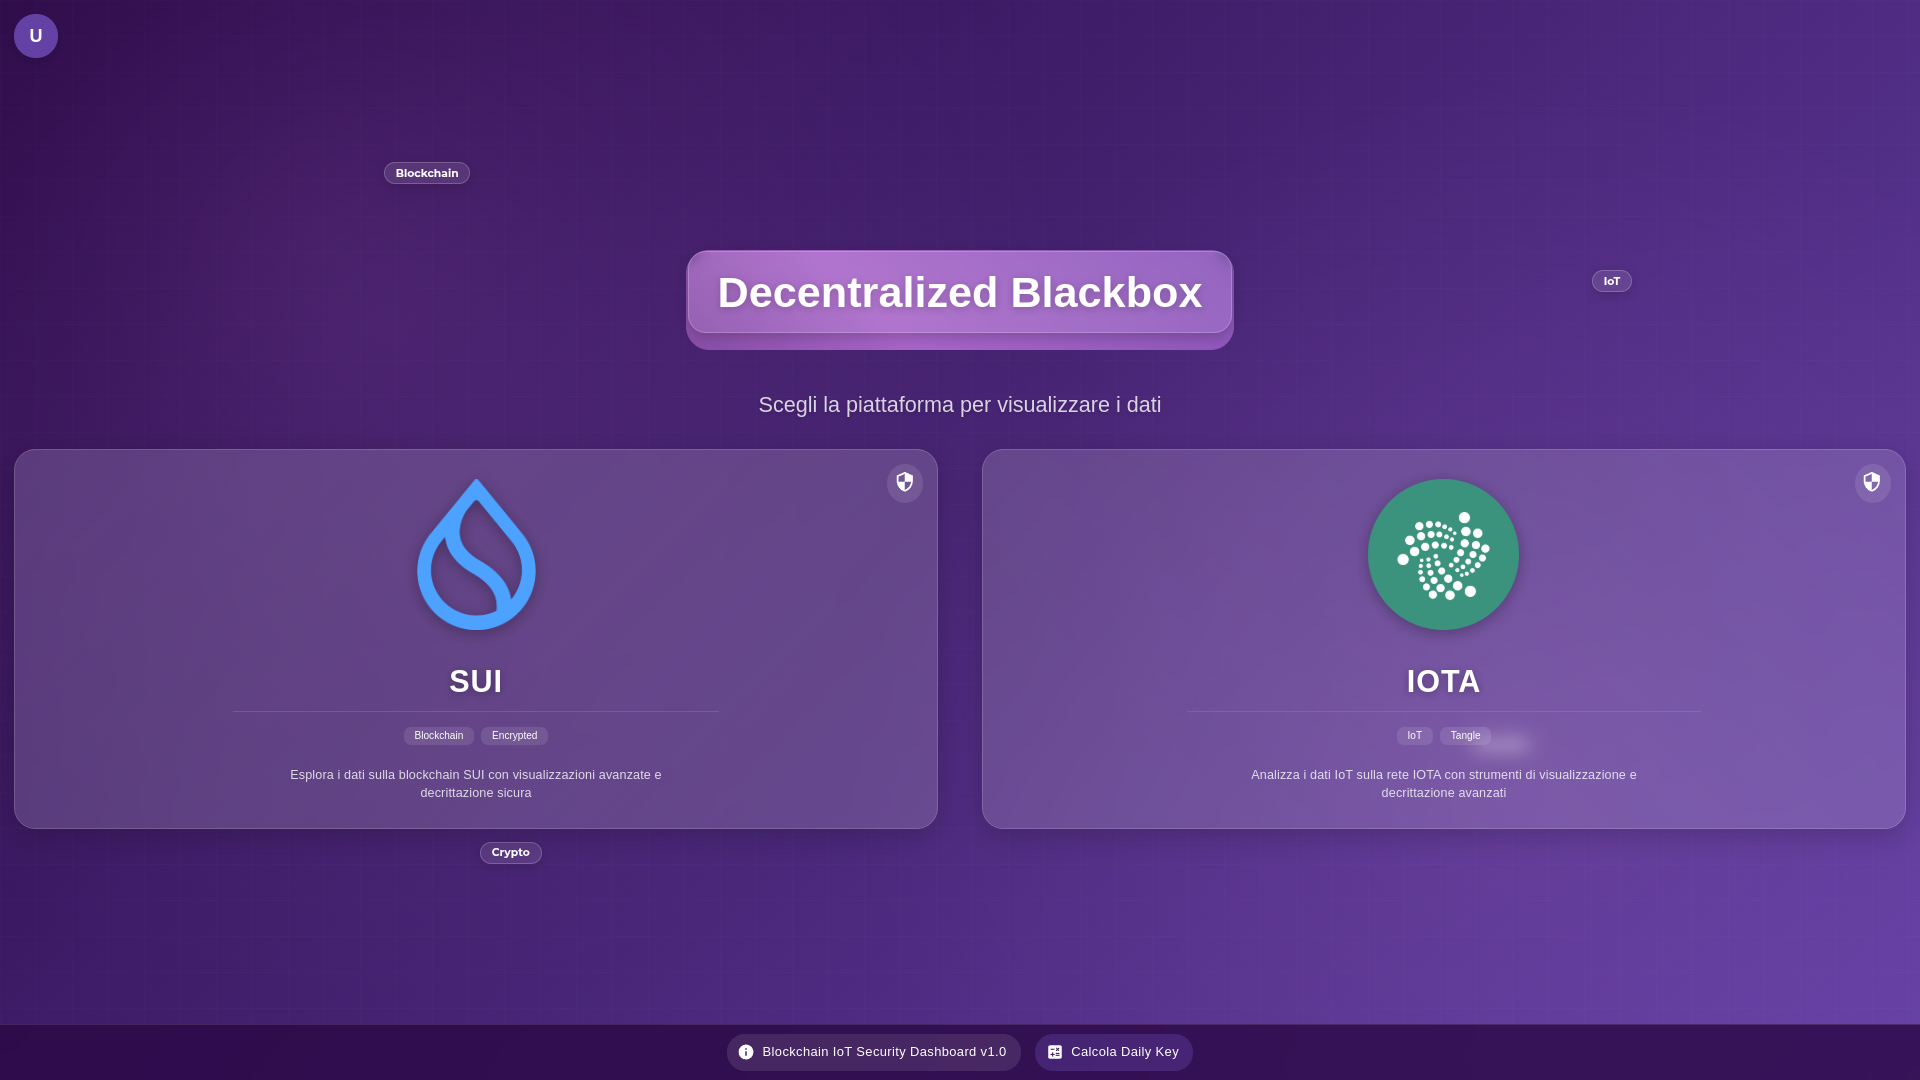 U
Blockchain
Decentralized Blackbox
IoT
Scegli la piattaforma per visualizzare i dati
SUI
Blockchain
Encrypted
Esplora i dati sulla blockchain SUI con visualizzazioni avanzate e
decrittazione sicura
IOTA
IoT
Tangle
Analizza i dati IoT sulla rete IOTA con strumenti di visualizzazione e
decrittazione avanzati
Crypto
Blockchain IoT Security Dashboard v1.0
Calcola Daily Key